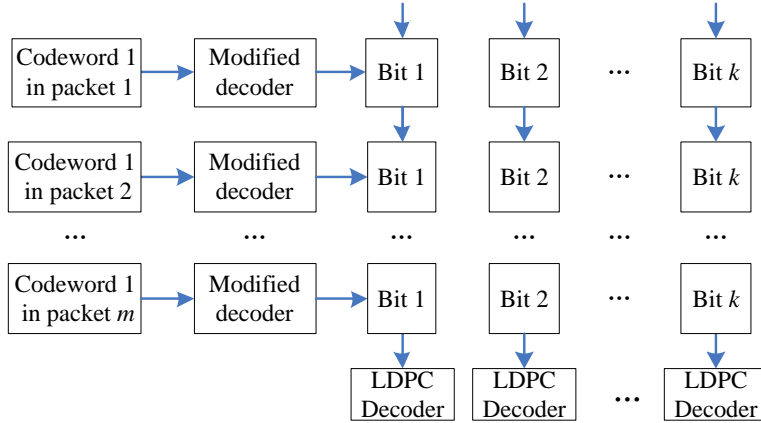 Codeword 1
in packet 1
Modified
decoder
Bit 1
Bit 2
...
Bit k
Codeword 1
in packet 2
Modified
decoder
Bit 1
Bit 2
...
Bit k
... ... ... ... ... ...
Codeword 1
in packet m
Modified
decoder
Bit 1
Bit 2
...
Bit k
LDPC
Decoder
LDPC
Decoder
...
LDPC
Decoder